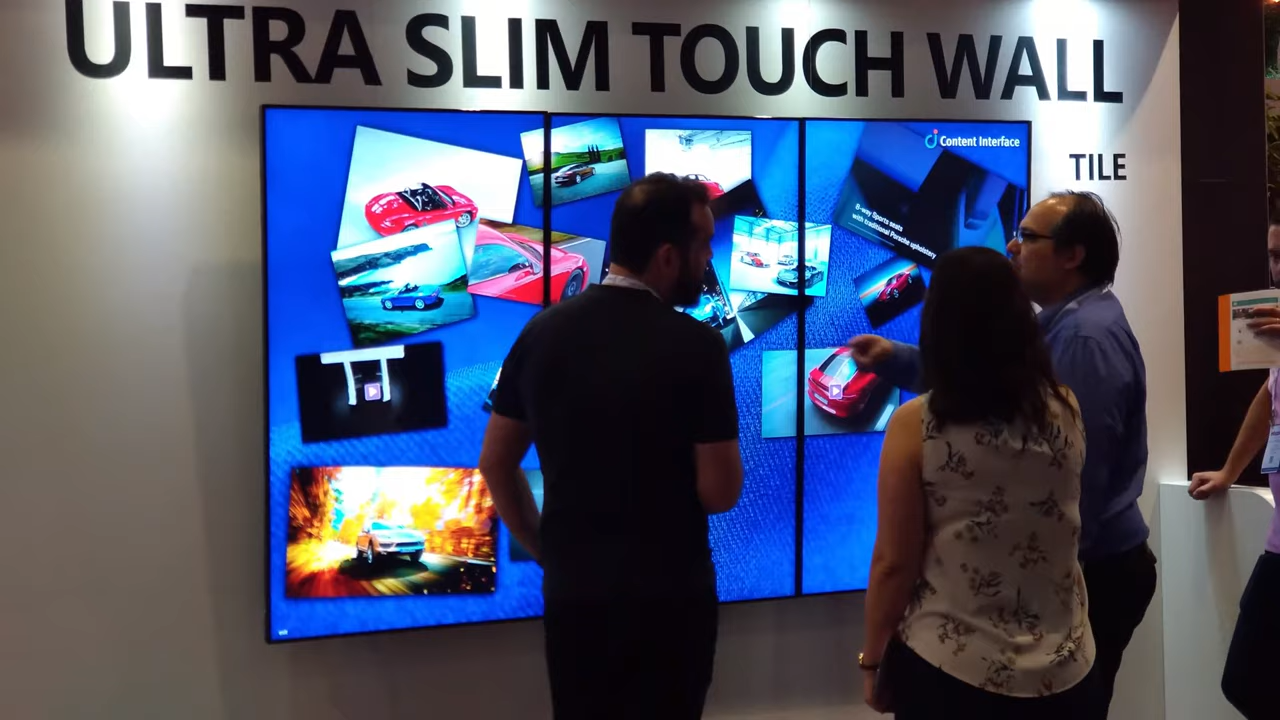 ULTRA SLIM TOUCH WALL
Content Interface
TILE
8-way Sports seats
with traditional Porsche upholstery